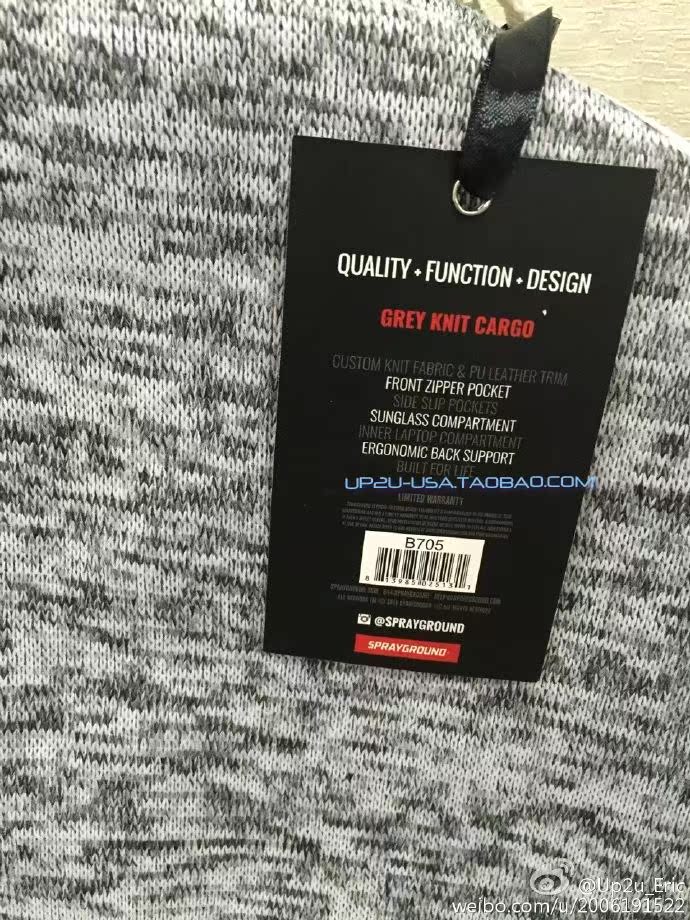 QUALITY + FUNCTION + DESIGN
GREY KNIT CARGO
CUSTOM KNIT FABRIC & PU LEATHER TRIM
FRONT ZIPPER POCKET
SIDE SLIP POCKETS
SUNGLASS COMPARTMENT
INNER LAPTOP COMPARTMENT
ERGONOMIC BACK SUPPORT
BUILT FOR LIFE
UP2U-USA.TAOBAO.COM
LIMITED WARRANTY
B705
@SPRAYGROUND
SPRAYGROUND
@Up2u_Eric
weibo.com/u/2006191522